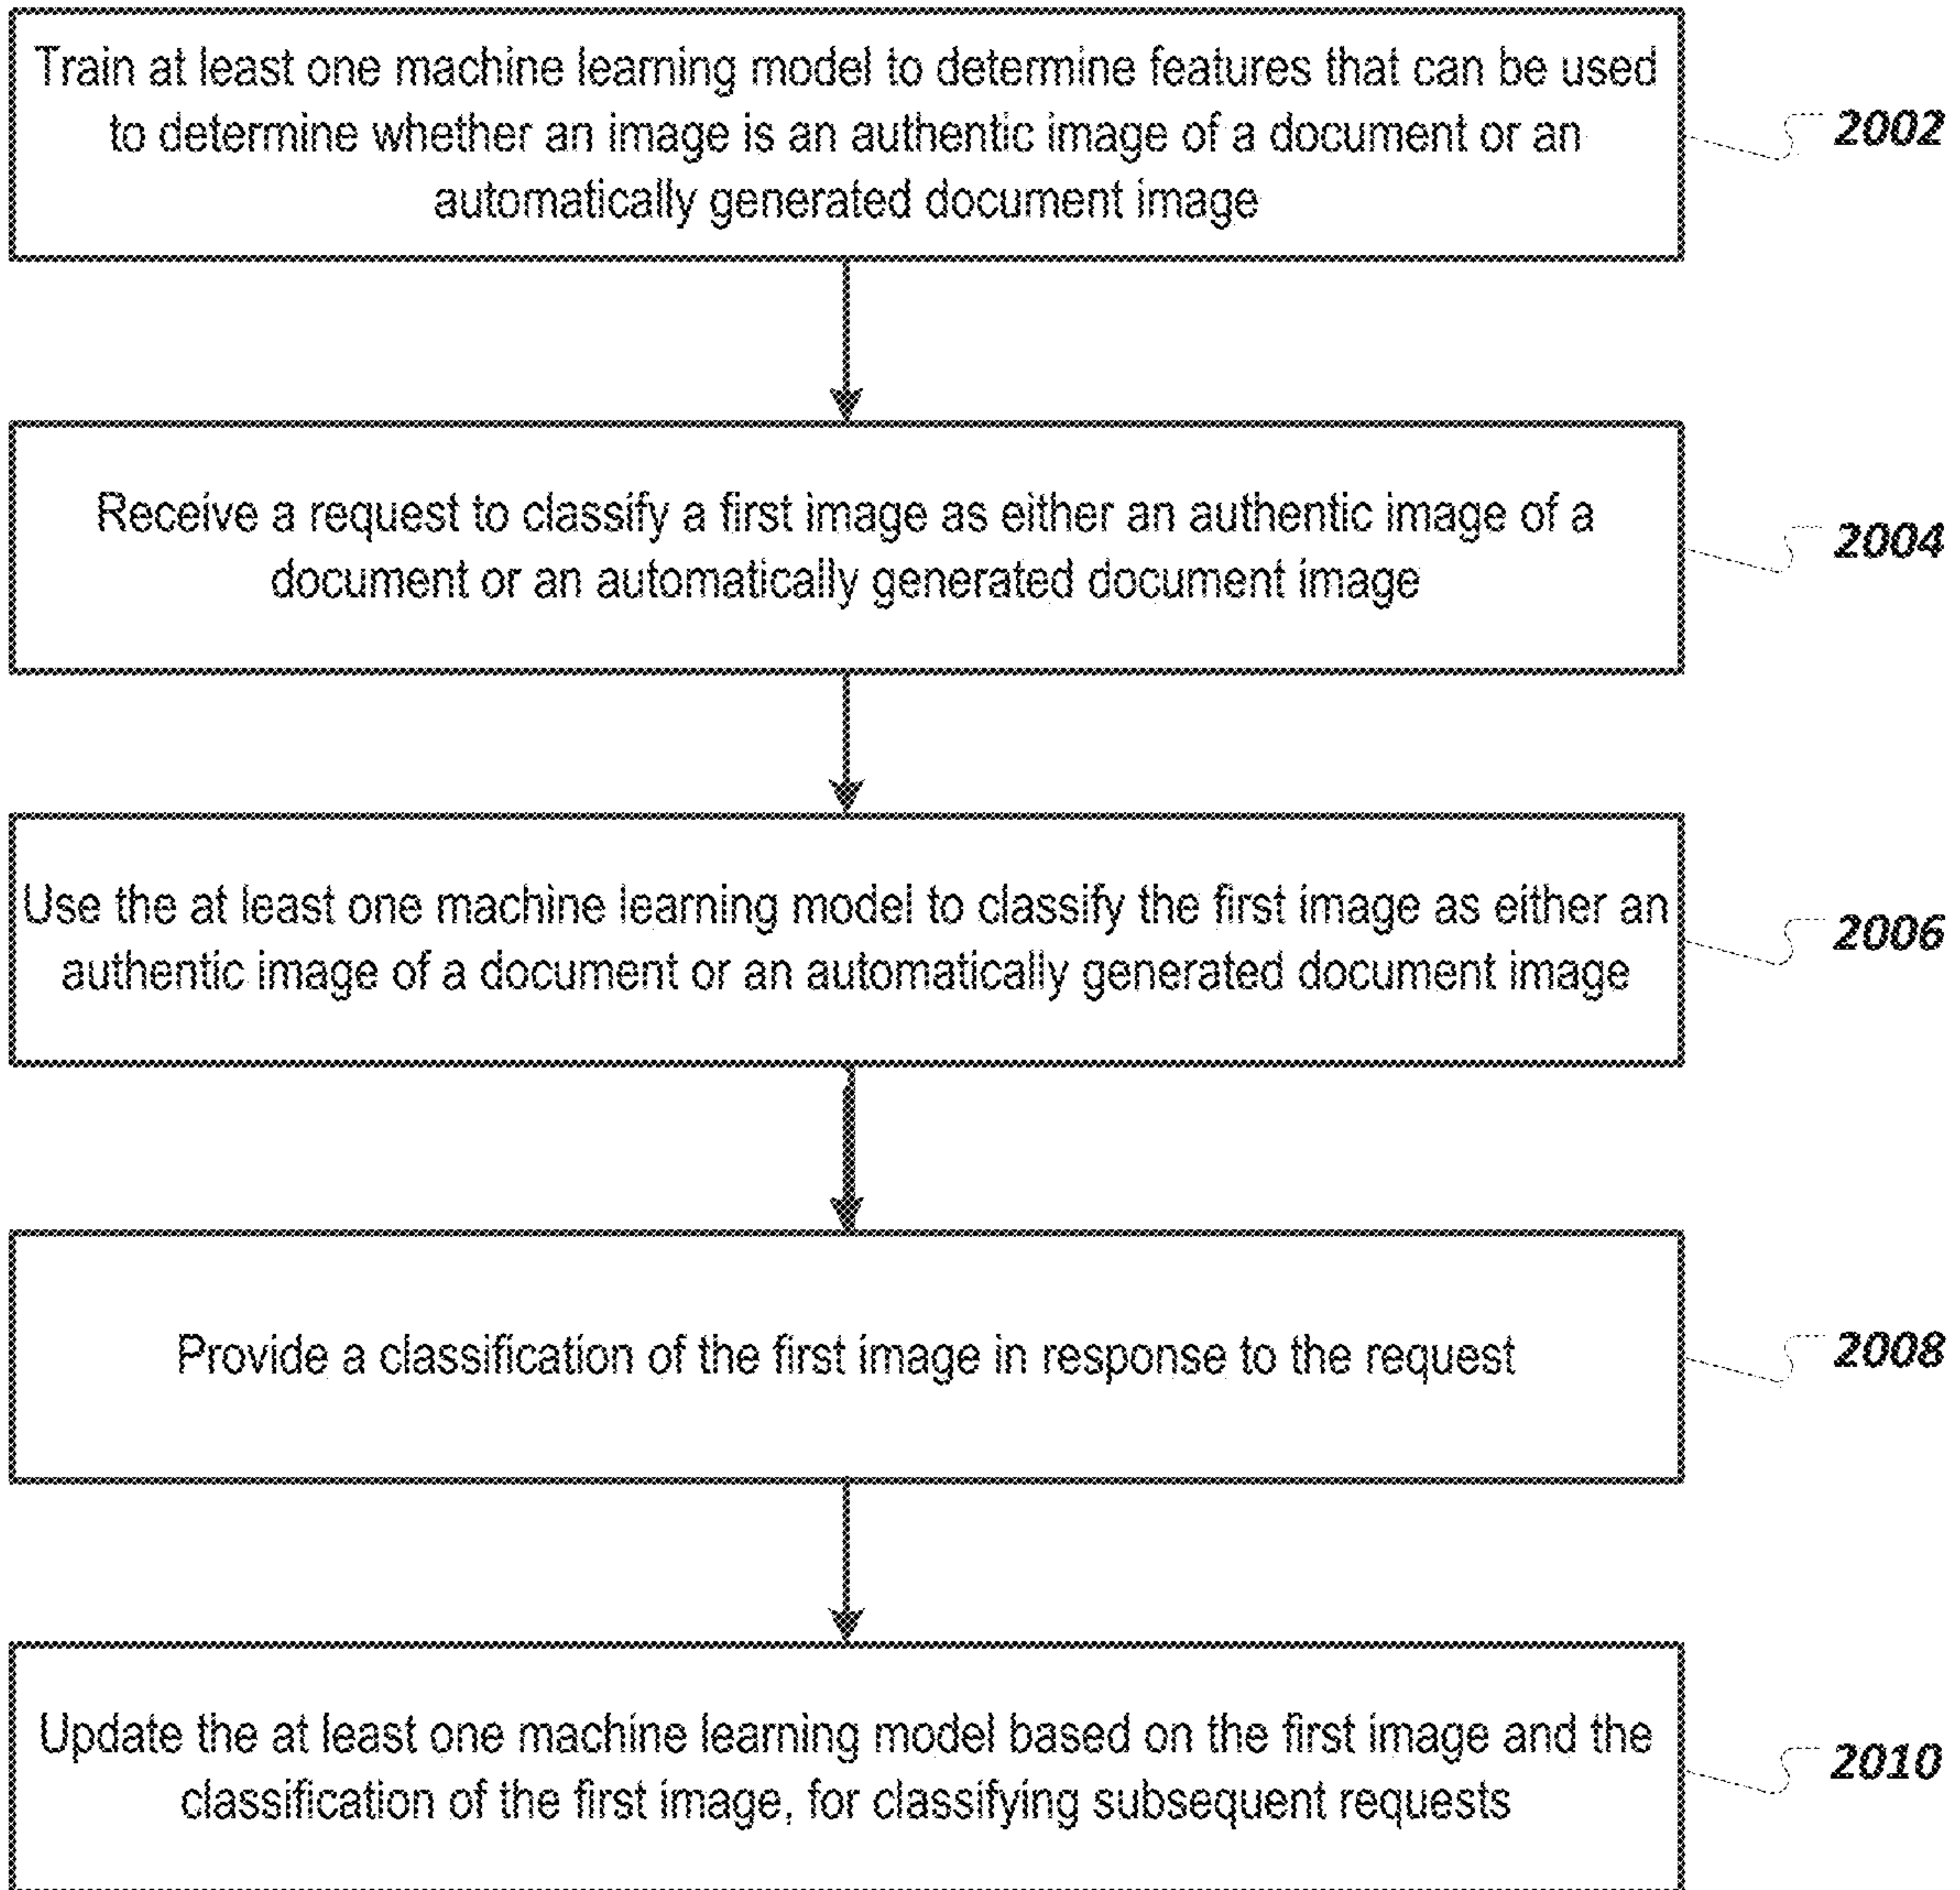 Train at least one machine learning model to determine features that can be used
to determine whether an image is an authentic image of a document or an
automatically generated document image
2002
Receive a request to classify a first image as either an authentic image of a
document or an automatically generated document image
2004
Use the at least one machine learning model to classify the first image as either an
authentic image of a document or an automatically generated document image
2006
Provide a classification of the first image in response to the request
2008
Update the at least one machine learning model based on the first image and the
classification of the first image, for classifying subsequent requests
2010